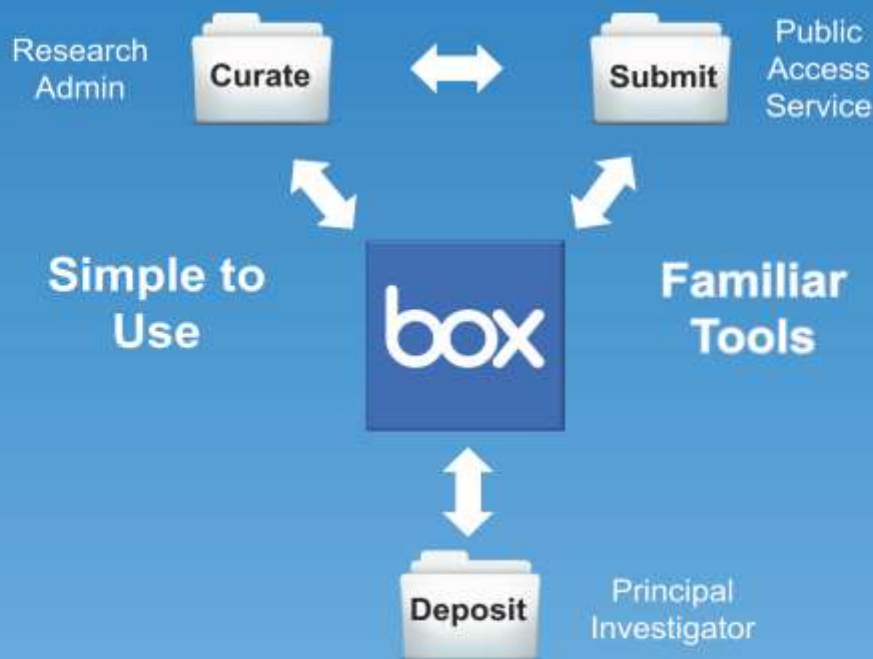 Research
Admin
Curate
Submit
Public
Access
Service
Simple to
Use
box
Familiar
Tools
Deposit
Principal
Investigator